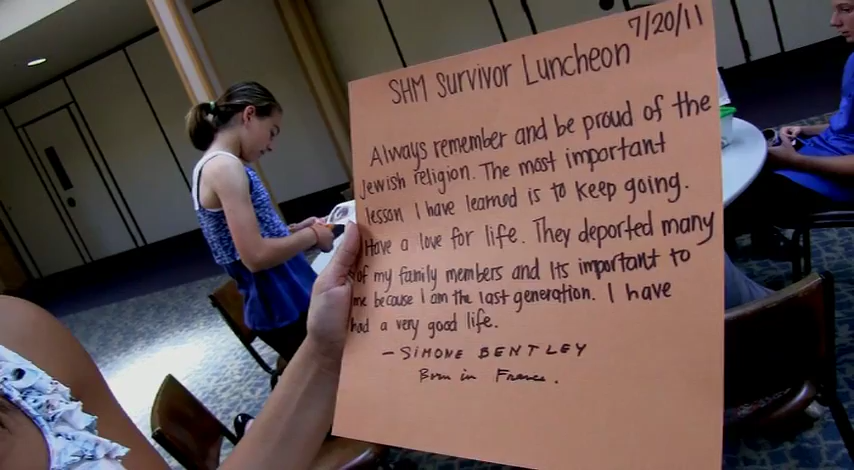 7/20/11
SHM Survivor Luncheon
Always remember and be proud of the
Jewish religion. The most important
lesson I have learned is to keep going.
Have a love for life. They deported many
of my family members and its important to
me because I am the last generation. I have
had a very good life.
- SIMONE BENTLEY
Born in France.